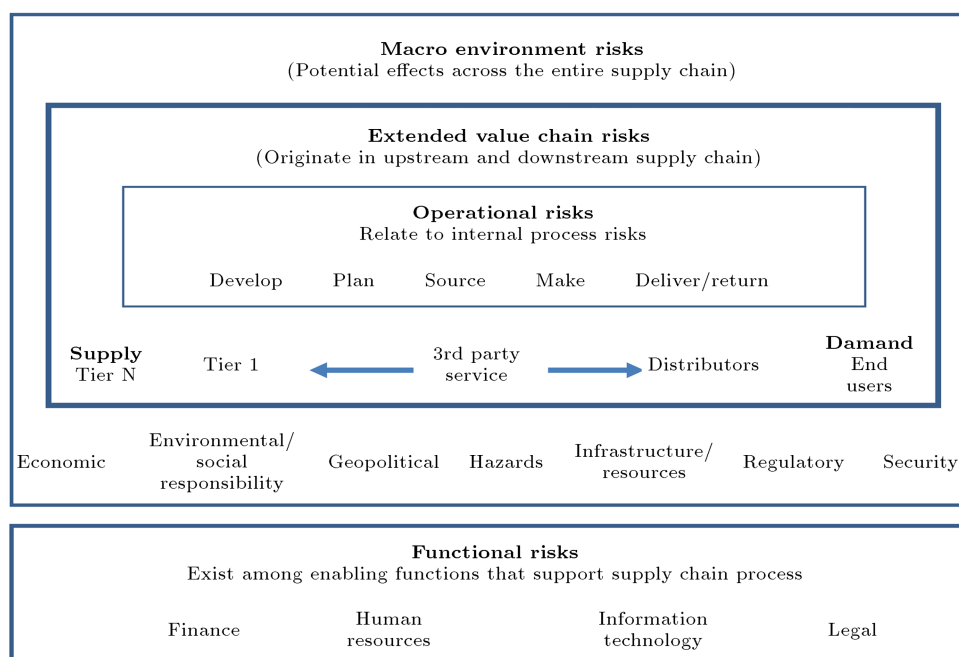 Macro environment risks
(Potential effects across the entire supply chain)
Extended value chain risks
(Originate in upstream and downstream supply chain)
Operational risks
Relate to internal process risks
Develop Plan Source Make Deliver/return
Supply
Tier N
Tier 1
3rd party
service
Distributors
Damand
End
users
Economic
Environmental/
social
responsibility
Geopolitical
Hazards
Infrastructure/
resources
Regulatory
Security
Functional risks
Exist among enabling functions that support supply chain process
Finance
Human
resources
Information
technology
Legal